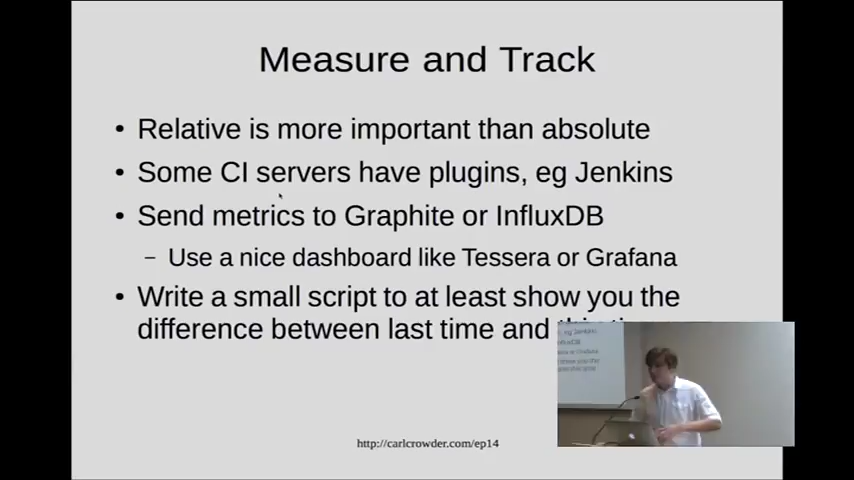 Measure and Track
• Relative is more important than absolute
• Some CI servers have plugins, eg Jenkins
• Send metrics to Graphite or InfluxDB
– Use a nice dashboard like Tessera or Grafana
• Write a small script to at least show you the
difference between last time and
http://carlcrowder.com/ep14